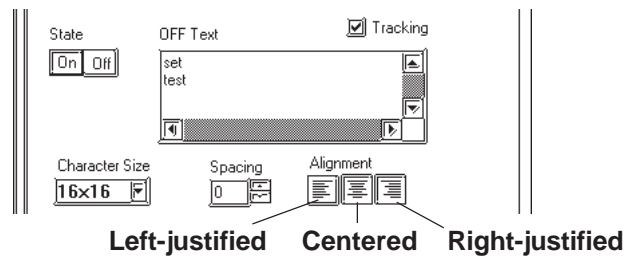 State OFF Text Tracking
On Off set
test
Character Size Spacing Alignment
16x16 0
Left-justified Centered Right-justified